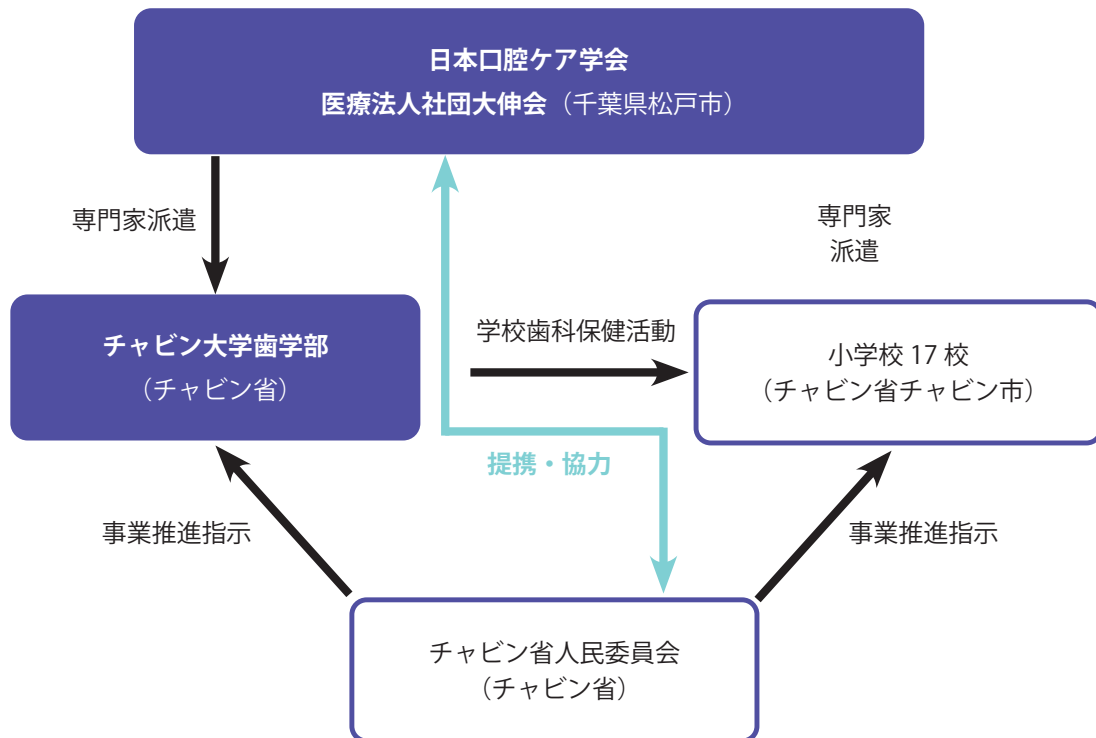 日本口腔ケア学会
医療法人社団大伸会（千葉県松戸市）
専門家派遣
専門家
派遣
チャビン大学歯学部
（チャビン省）
学校歯科保健活動
小学校 17 校
（チャビン省チャビン市）
提携・協力
事業推進指示
事業推進指示
チャビン省人民委員会
（チャビン省）